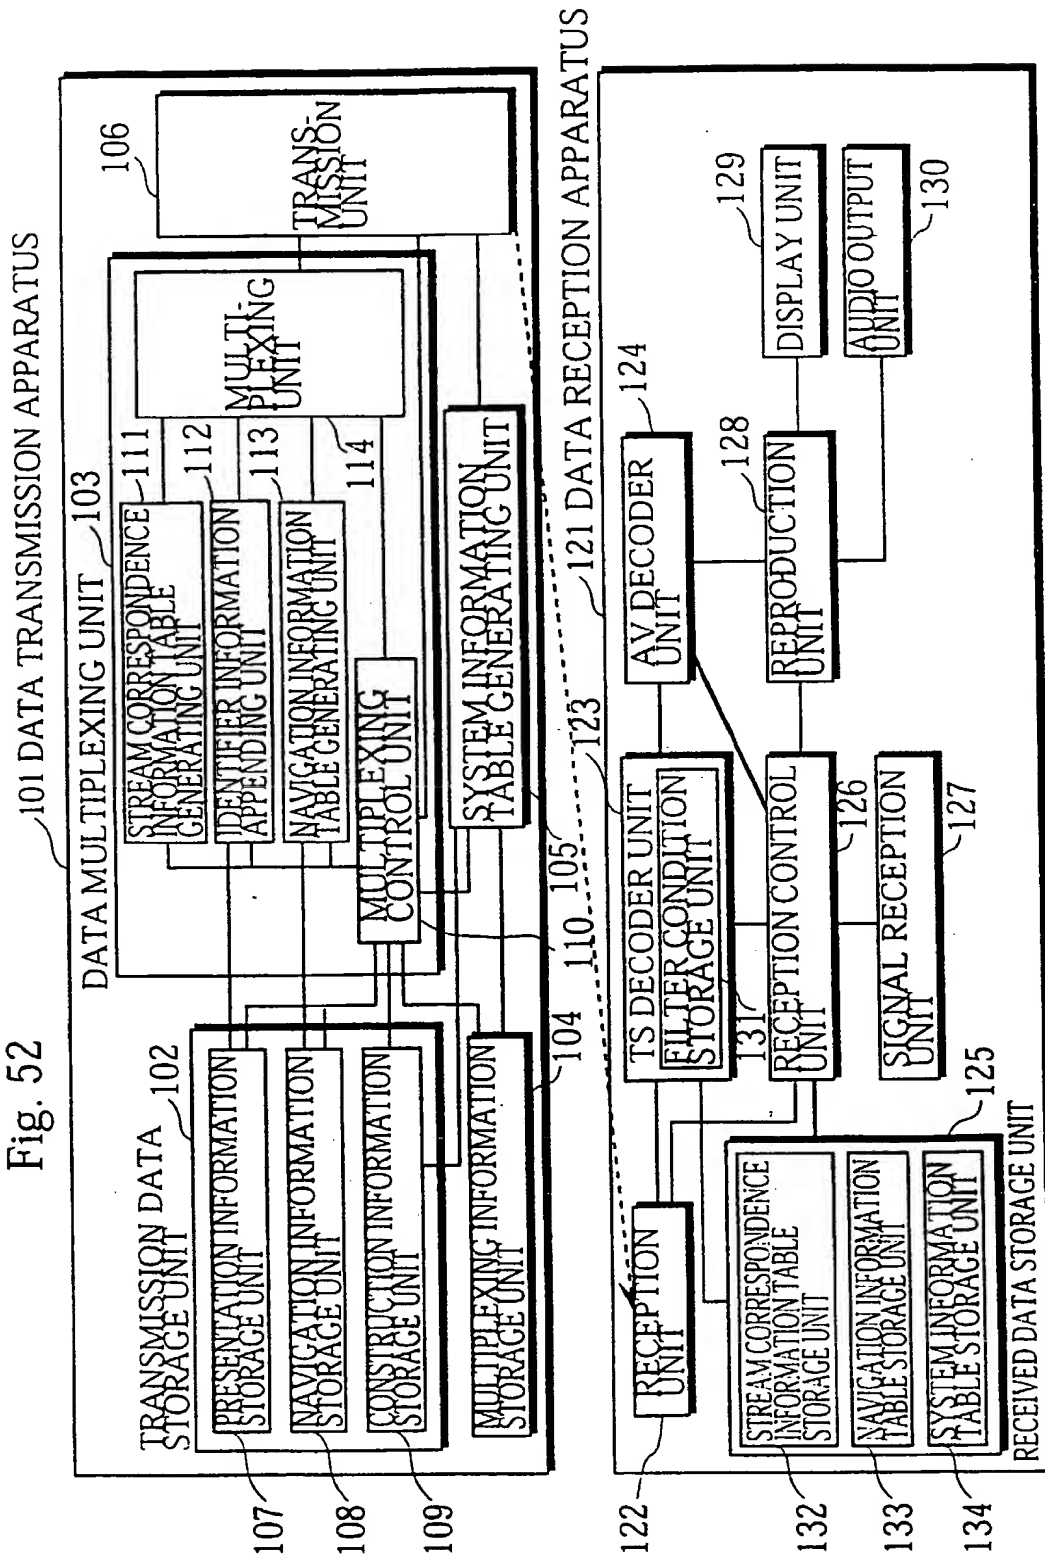 Fig. 52
101 DATA TRANSMISSION APPARATUS
TRANSMISSION DATA
STORAGE UNIT
102
PRESENTATION INFORMATION
STORAGE UNIT
107
NAVIGATION INFORMATION
STORAGE UNIT
108
CONSTRUCTION INFORMATION
STORAGE UNIT
109
MULTIPLEXING INFORMATION
STORAGE UNIT
104
DATA MULTIPLEXING UNIT
103
STREAM CORRESPONDENCE
INFORMATION TABLE
GENERATING UNIT
111
IDENTIFIER INFORMATION
APPENDING UNIT
112
NAVIGATION INFORMATION
TABLE GENERATING UNIT
113
MULTIPLEXING
CONTROL UNIT
110
MULTI-
PLEXING
UNIT
114
SYSTEM INFORMATION
TABLE GENERATING UNIT
105
TRANS-
MISSION
UNIT
106
121 DATA RECEPTION APPARATUS
RECEPTION
UNIT
122
TS DECODER UNIT
123
FILTER CONDITION
STORAGE UNIT
131
AV DECODER
UNIT
124
RECEPTION CONTROL
UNIT
126
REPRODUCTION
UNIT
128
DISPLAY UNIT
129
AUDIO OUTPUT
UNIT
130
SIGNAL RECEPTION
UNIT
127
125
STREAM CORRESPONDENCE
INFORMATION TABLE
STORAGE UNIT
132
NAVIGATION INFORMATION
TABLE STORAGE UNIT
133
SYSTEM INFORMATION
TABLE STORAGE UNIT
134
RECEIVED DATA STORAGE UNIT